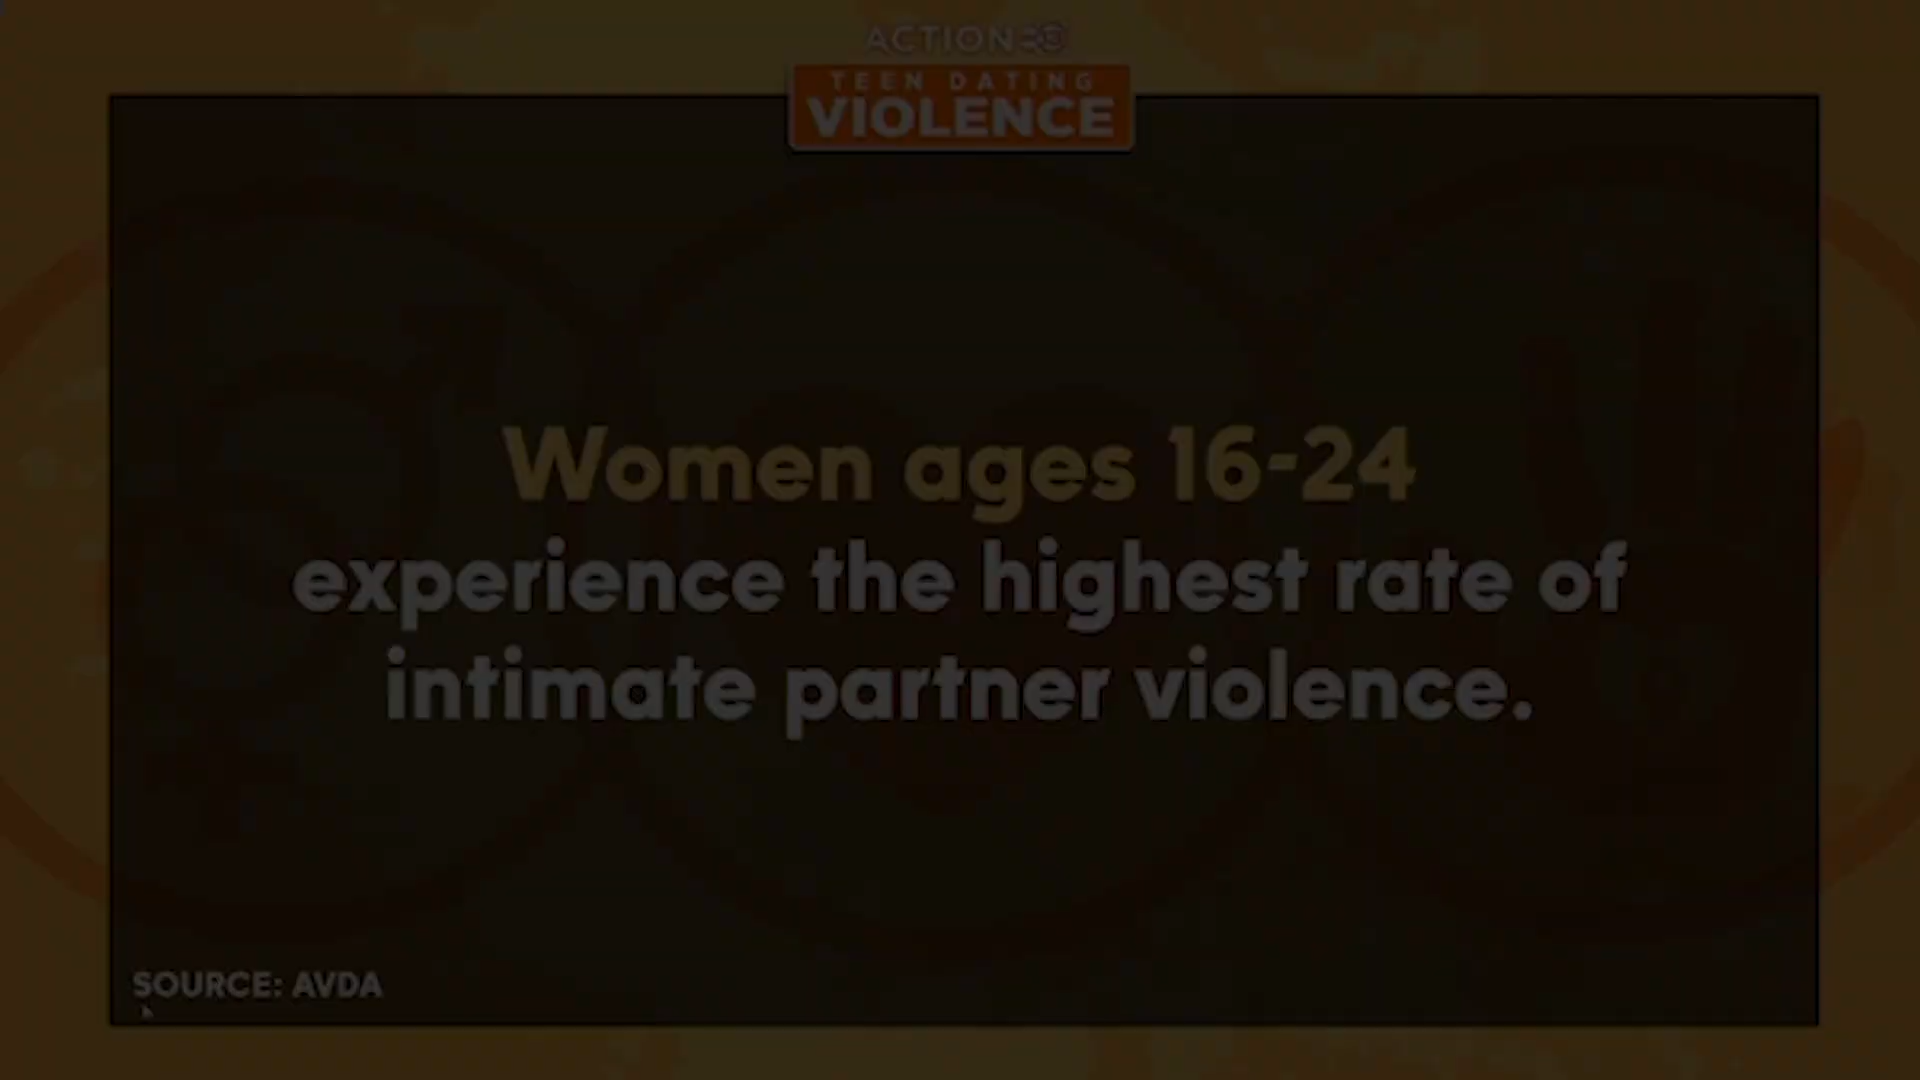 ACTION
TEEN DATING
VIOLENCE
Women ages 16-24
experience the highest rate of
intimate partner violence.
SOURCE: AVDA